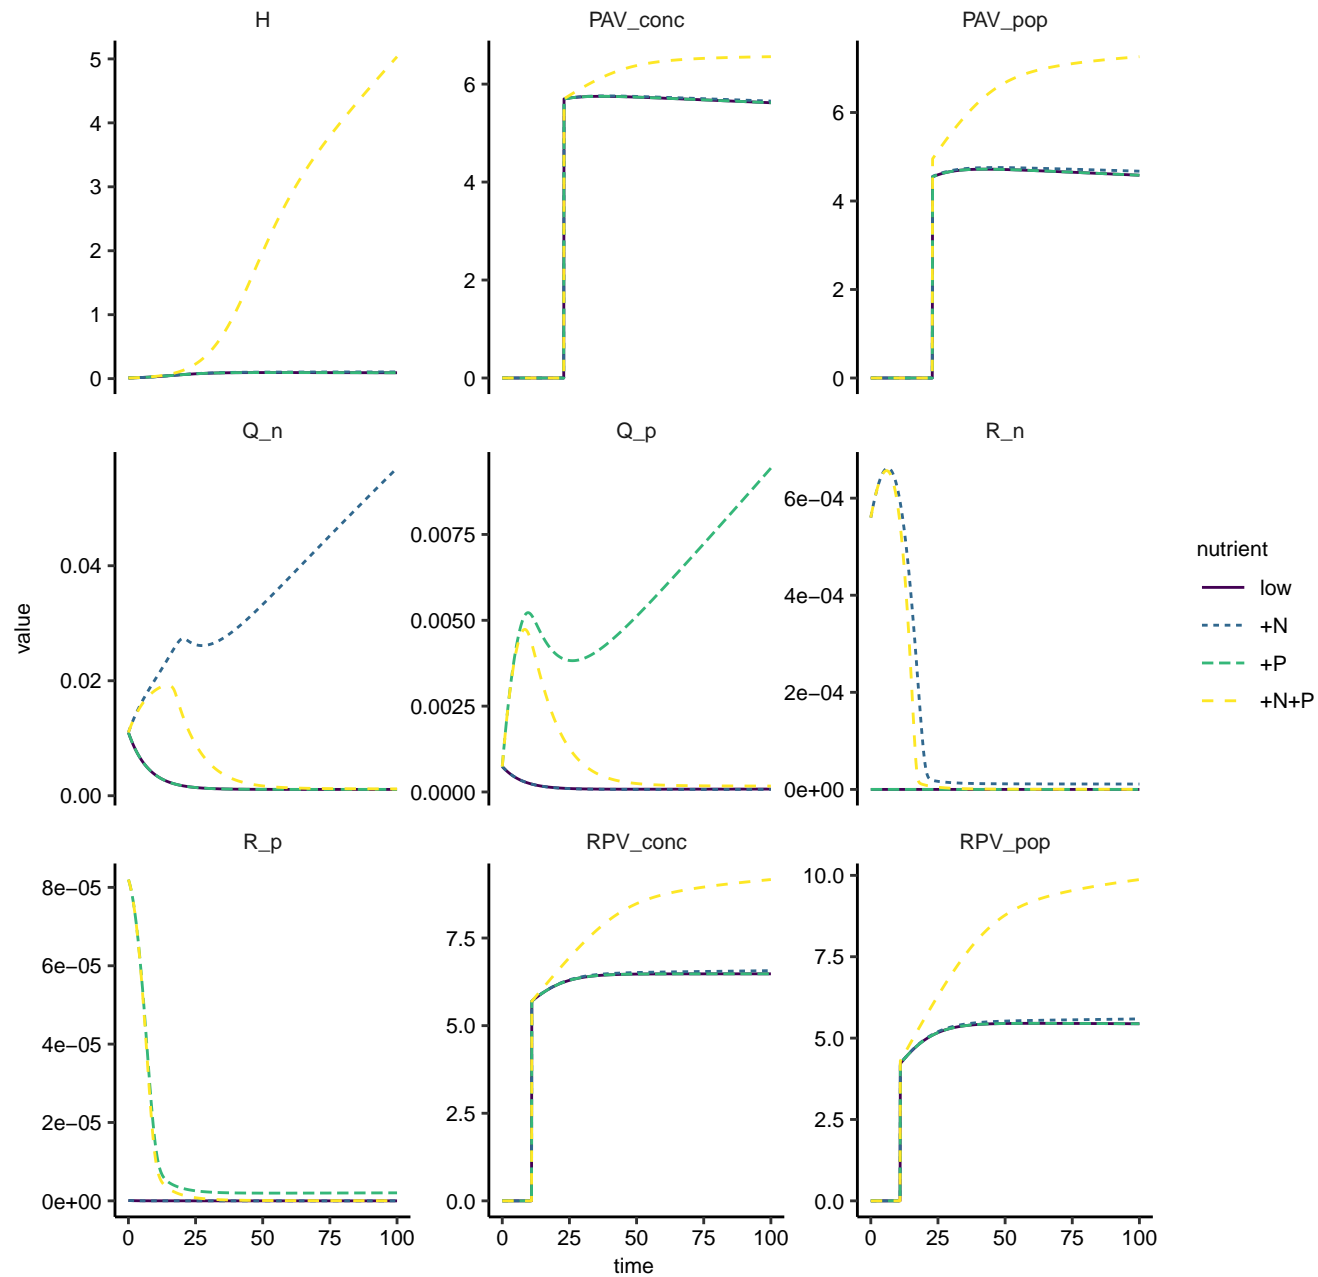 H
PAV_conc
PAV_pop
5
4
3
2
1
0
6
4
2
0
6
4
2
0
Q_n
Q_p
R_n
0.04
0.02
0.00
0.0075
0.0050
0.0025
0.0000
6e−04
4e−04
2e−04
0e+00
value
nutrient
low
+N
+P
+N+P
R_p
RPV_conc
RPV_pop
8e−05
6e−05
4e−05
2e−05
0e+00
7.5
5.0
2.5
0.0
10.0
7.5
5.0
2.5
0.0
0 25 50 75 100
0 25 50 75 100
0 25 50 75 100
time